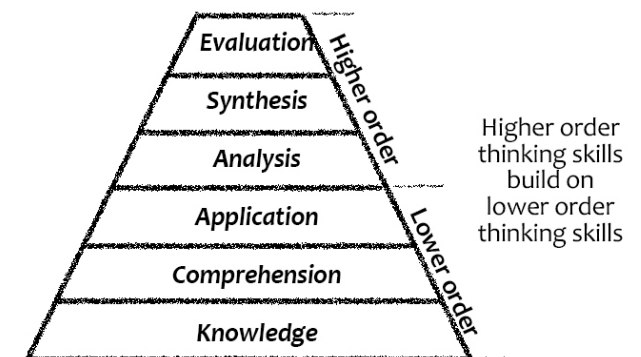 Evaluation
Synthesis
Analysis
Application
Comprehension
Knowledge
Higher order
Lower order
Higher order
thinking skills
build on
lower order
thinking skills